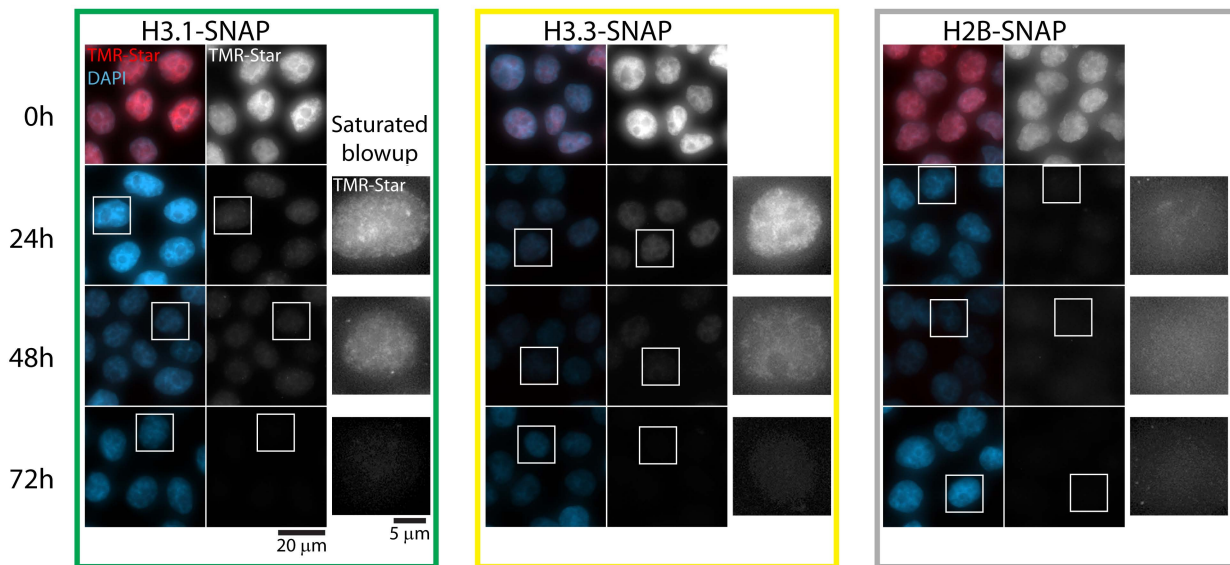 H3.1-SNAP
H3.3-SNAP
H2B-SNAP
TMR-Star
TMR-Star
DAPI
0h
Saturated
blowup
TMR-Star
24h
48h
72h
20 μm
5 μm